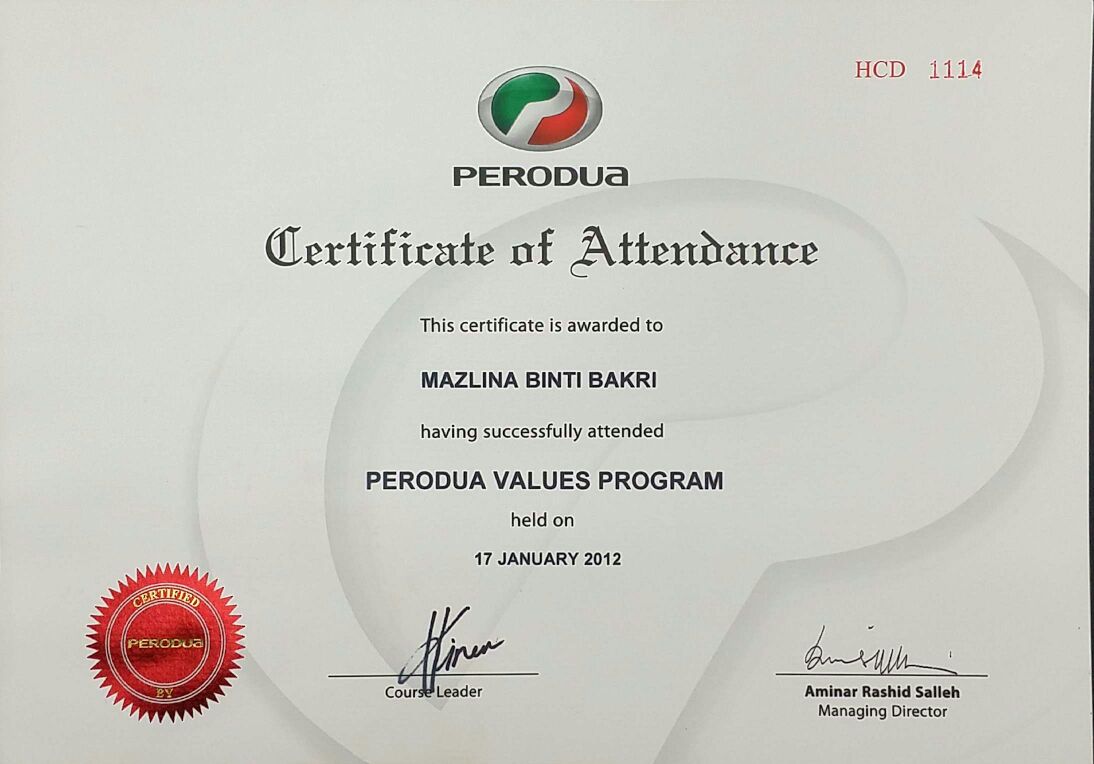 HCD 1114
PERODUA
Certificate of Attendance
This certificate is awarded to
MAZLINA BINTI BAKRI
having successfully attended
PERODUA VALUES PROGRAM
held on
17 JANUARY 2012
CERTIFIED
PERODUA
BY
Course Leader
Aminar Rashid Salleh
Managing Director